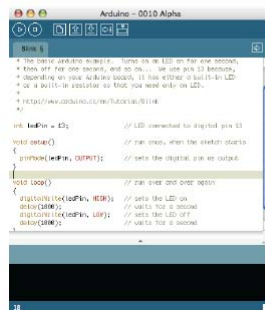 Arduino - 0010 Alpha
Blink §
* The basic Arduino example. Turns on an LED on for one second,
* then off for one second, and so on... We use pin 13 because,
* depending on your Arduino board, it has either a built-in LED
* or a built-in resistor so that you need only an LED.
*
* http://www.arduino.cc/en/Tutorial/Blink
*/
int ledPin = 13; // LED connected to digital pin 13
void setup() // run once, when the sketch starts
{
pinMode(ledPin, OUTPUT); // sets the digital pin as output
}
void loop() // run over and over again
{
digitalWrite(ledPin, HIGH); // sets the LED on
delay(1000); // waits for a second
digitalWrite(ledPin, LOW); // sets the LED off
delay(1000); // waits for a second
}
18